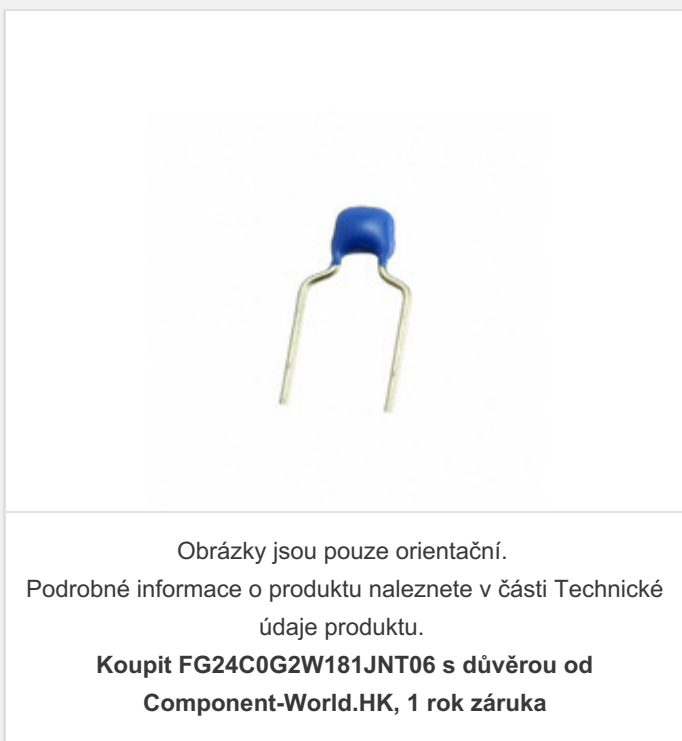 Obrázky jsou pouze orientační.
Podrobné informace o produktu naleznete v části Technické
údaje produktu.
Koupit FG24C0G2W181JNT06 s důvěrou od
Component-World.HK, 1 rok záruka